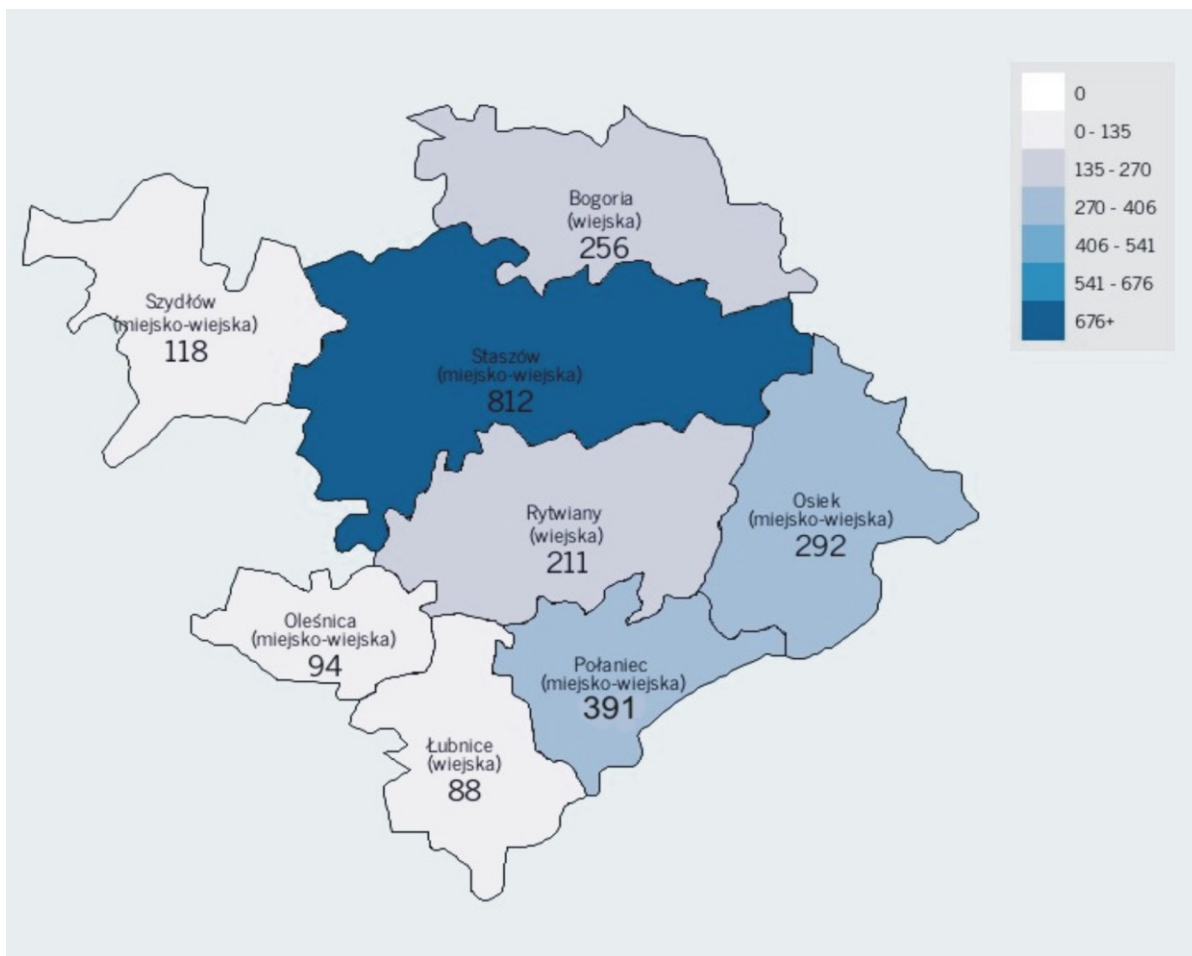 0
0 - 135
135 - 270
270 - 406
406 - 541
541 - 676
676+
Bogoria
(wiejska)
256
Szydłów
(miejsko-wiejska)
118
Staszów
(miejsko-wiejska)
812
Osiek
(miejsko-wiejska)
292
Rytwiany
(wiejska)
211
Oleśnica
(miejsko-wiejska)
94
Połaniec
(miejsko-wiejska)
391
Łubnice
(wiejska)
88